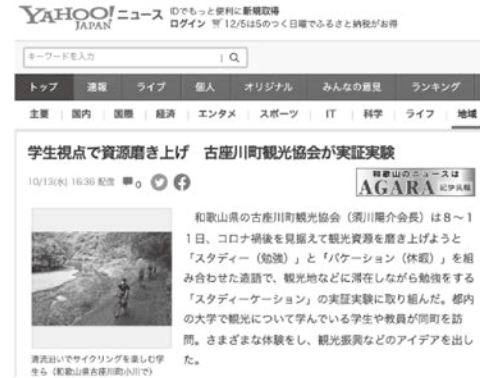 YAHOO! ニュース
JAPAN
IDでもっと便利に新規取得
ログイン 12/5は5のつく日曜でふるさと納税がお得
キーワードを入力
トップ 速報 ライブ 個人 オリジナル みんなの意見 ランキング
主要 国内 国際 経済 エンタメ スポーツ IT 科学 ライフ 地域
学生視点で資源磨き上げ 古座川町観光協会が実証実験
10/13(水) 16:36 配信 0
和歌山のニュースは
AGARA 紀伊民報
和歌山県の古座川町観光協会(須川陽介会長)は8〜1
1日、コロナ禍後を見据えて観光資源を磨き上げようと
「スタディー(勉強)」と「バケーション(休暇)」を組
み合わせた造語で、観光地などに滞在しながら勉強をする
「スタディーケーション」の実証実験に取り組んだ。都内
の大学で観光について学んでいる学生や教員が同町を訪
問。さまざまな体験をし、観光振興などのアイデアを出し
た。
清流沿いでサイクリングを楽しむ学
生ら(和歌山県古座川町小川で)